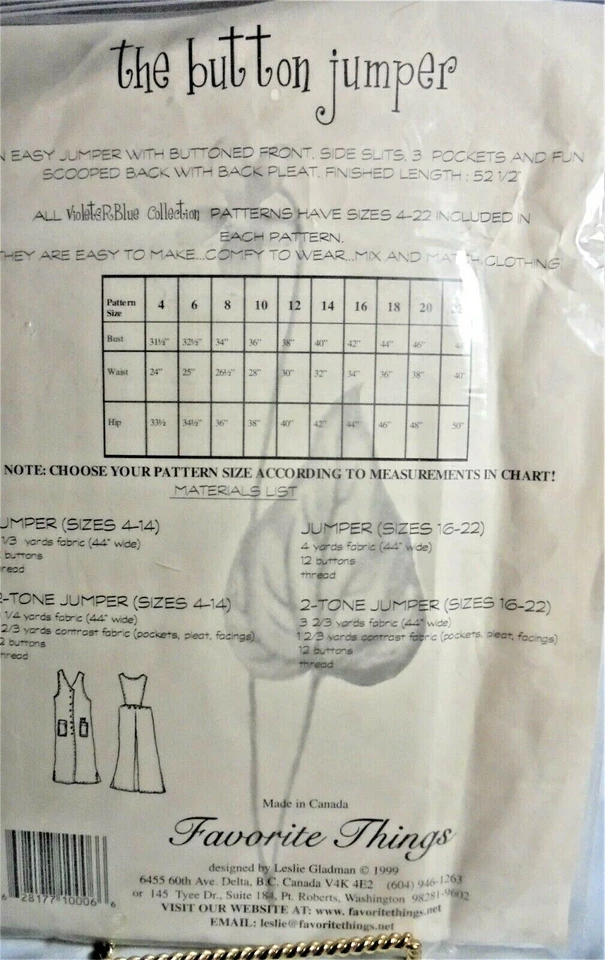 the button jumper
EASY JUMPER WITH BUTTONED FRONT, SIDE SLITS, 3 POCKETS AND FUN
SCOOPED BACK WITH BACK PLEAT. FINISHED LENGTH : 52 1/2"
ALL VioletsRBlue Collection PATTERNS HAVE SIZES 4-22 INCLUDED IN
EACH PATTERN.
THEY ARE EASY TO MAKE...COMFY TO WEAR...MIX AND MATCH CLOTHING
Pattern Size 4 6 8 10 12 14 16 18 20 22
Bust 31½" 32½" 34" 36" 38" 40" 42" 44" 46"
Waist 24" 25" 26½" 28" 30" 32" 34" 36" 38" 40"
Hip 33½ 34½" 36" 38" 40" 42" 44" 46" 48" 50"
NOTE: CHOOSE YOUR PATTERN SIZE ACCORDING TO MEASUREMENTS IN CHART!
MATERIALS LIST
JUMPER (SIZES 4-14)
1/3 yards fabric (44" wide)
buttons
thread
JUMPER (SIZES 16-22)
4 yards fabric (44" wide)
12 buttons
thread
2-TONE JUMPER (SIZES 4-14)
1/4 yards fabric (44" wide)
2/3 yards contrast fabric (pockets, pleat, facings)
2 buttons
thread
2-TONE JUMPER (SIZES 16-22)
3 2/3 yards fabric (44" wide)
1 2/3 yards contrast fabric (pockets, pleat, facings)
12 buttons
thread
Made in Canada
Favorite Things
designed by Leslie Gladman © 1999
6455 60th Ave. Delta, B.C. Canada V4K 4E2 (604) 946-1263
or 145 Tyee Dr., Suite 184, Pt. Roberts, Washington 98281-9602
VISIT OUR WEBSITE AT: www.favoritethings.net
EMAIL: leslie@favoritethings.net
6 28177 10006 6